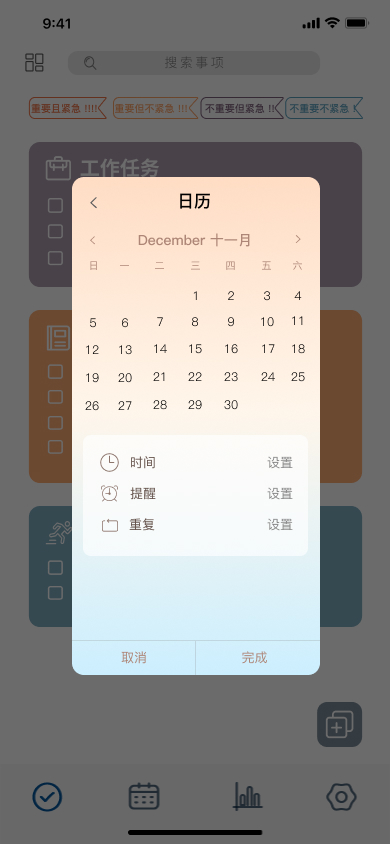 9:41
搜索事项
重要且紧急 !!!! 重要但不紧急 !!! 不重要但紧急 !! 不重要不紧急 !
工作任务
日历
December 十一月
日 一 二 三 四 五 六
1 2 3 4
5 6 7 8 9 10 11
12 13 14 15 16 17 18
19 20 21 22 23 24 25
26 27 28 29 30
时间 设置
提醒 设置
重复 设置
取消 完成